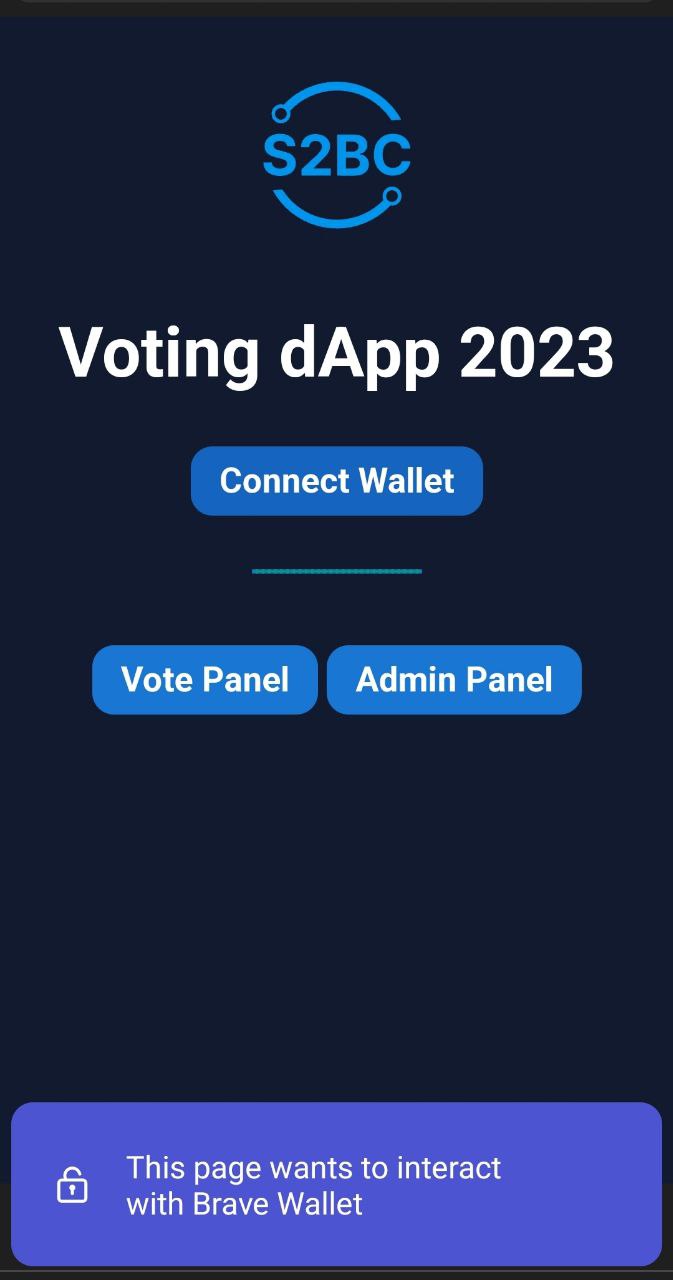 S2BC
Voting dApp 2023
Connect Wallet
Vote Panel Admin Panel
This page wants to interact
with Brave Wallet